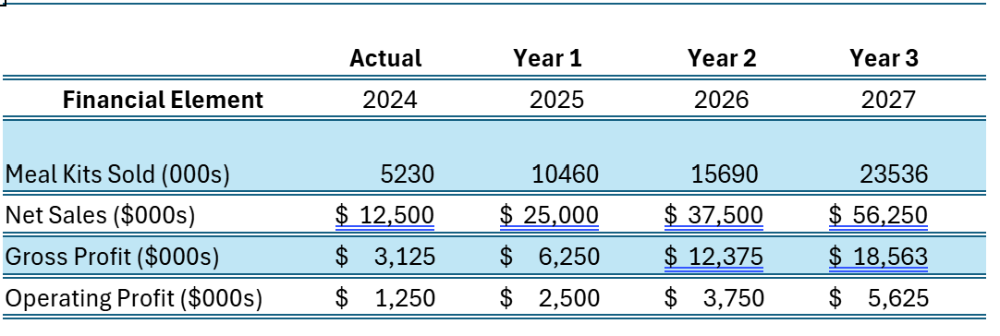 Actual Year 1 Year 2 Year 3
Financial Element 2024 2025 2026 2027
Meal Kits Sold (000s) 5230 10460 15690 23536
Net Sales ($000s) $ 12,500 $ 25,000 $ 37,500 $ 56,250
Gross Profit ($000s) $ 3,125 $ 6,250 $ 12,375 $ 18,563
Operating Profit ($000s) $ 1,250 $ 2,500 $ 3,750 $ 5,625